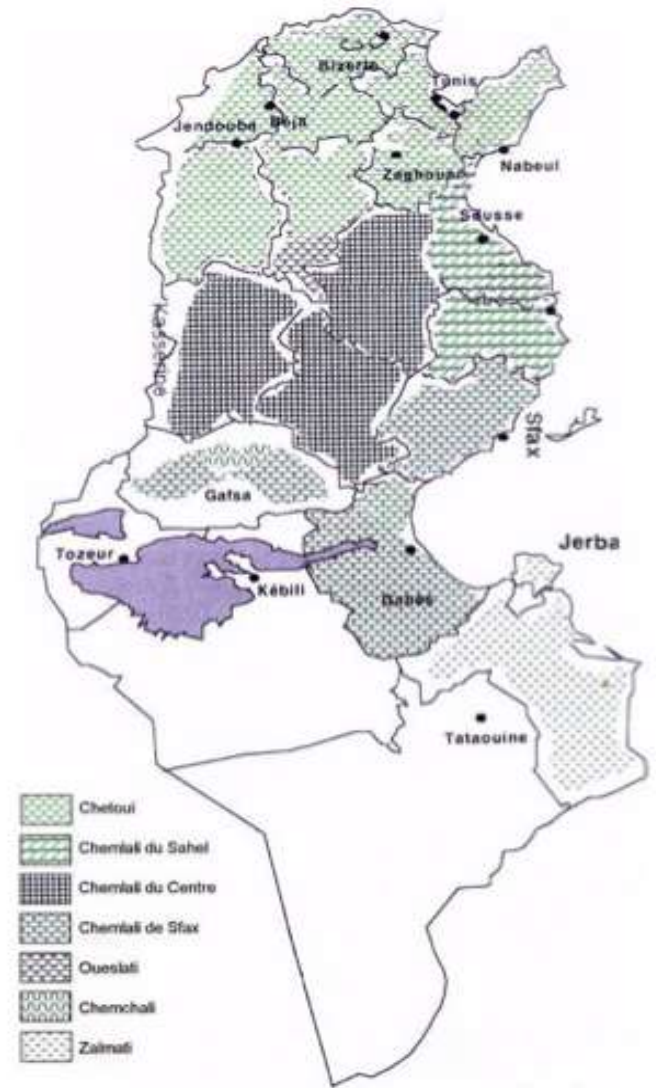 Bizerte
Tunis
Béja
Jendouba
Nabeul
Zaghouan
Sousse
Kasserine
Sfax
Gafsa
Jerba
Tozeur
Kébili
Gabès
Tataouine
Chetoui
Chemlali du Sahel
Chemlali du Centre
Chemlali de Sfax
Oueslati
Chemchali
Zalmati